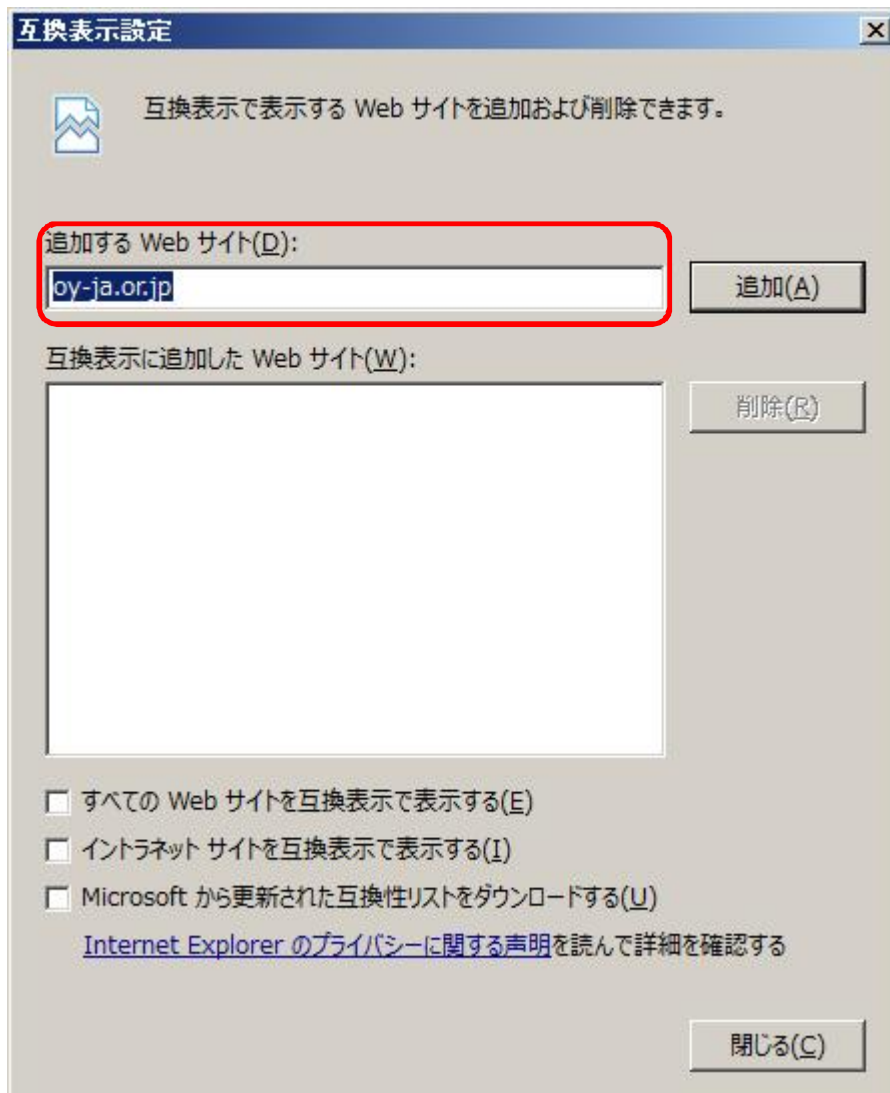 互換表示設定
互換表示で表示する Web サイトを追加および削除できます。
追加する Web サイト(D):
oy-ja.or.jp
追加(A)
互換表示に追加した Web サイト(W):
削除(R)
すべての Web サイトを互換表示で表示する(E)
イントラネット サイトを互換表示で表示する(I)
Microsoft から更新された互換性リストをダウンロードする(U)
Internet Explorer のプライバシーに関する声明を読んで詳細を確認する
閉じる(C)